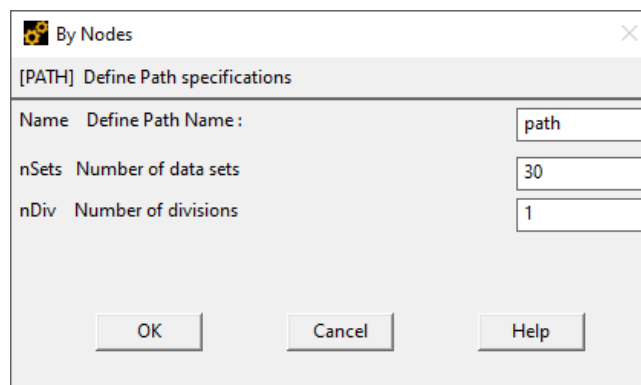 By Nodes
[PATH] Define Path specifications
Name Define Path Name : path
nSets Number of data sets 30
nDiv Number of divisions 1
OK Cancel Help